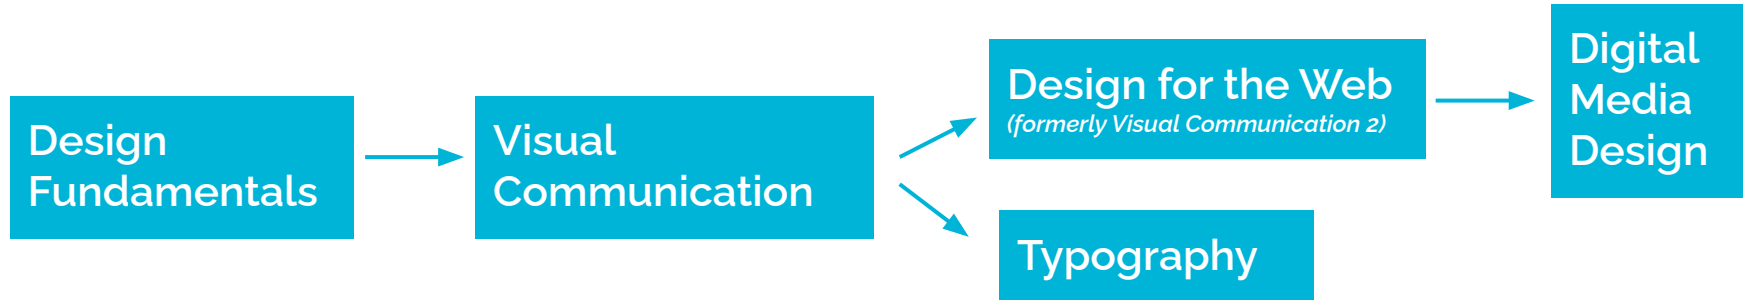 Design
Fundamentals
Visual
Communication
Design for the Web
(formerly Visual Communication 2)
Typography
Digital
Media
Design